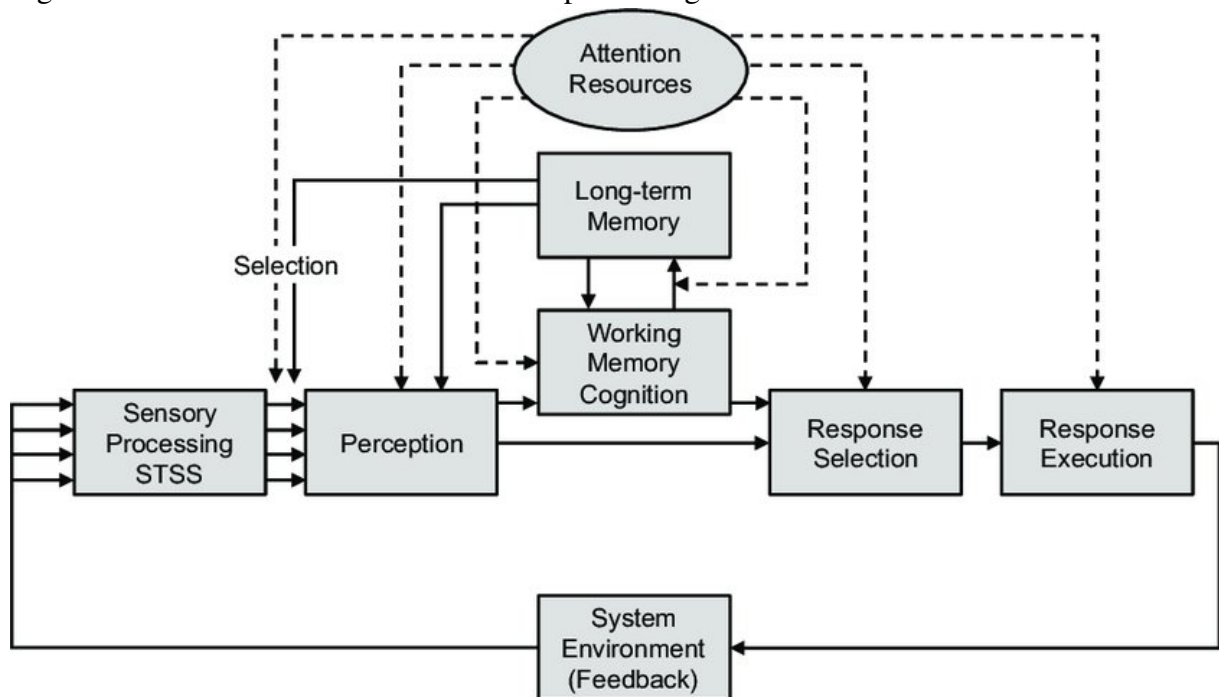 Attention
Resources
Long-term
Memory
Selection
Working
Memory
Cognition
Sensory
Processing
STSS
Perception
Response
Selection
Response
Execution
System
Environment
(Feedback)